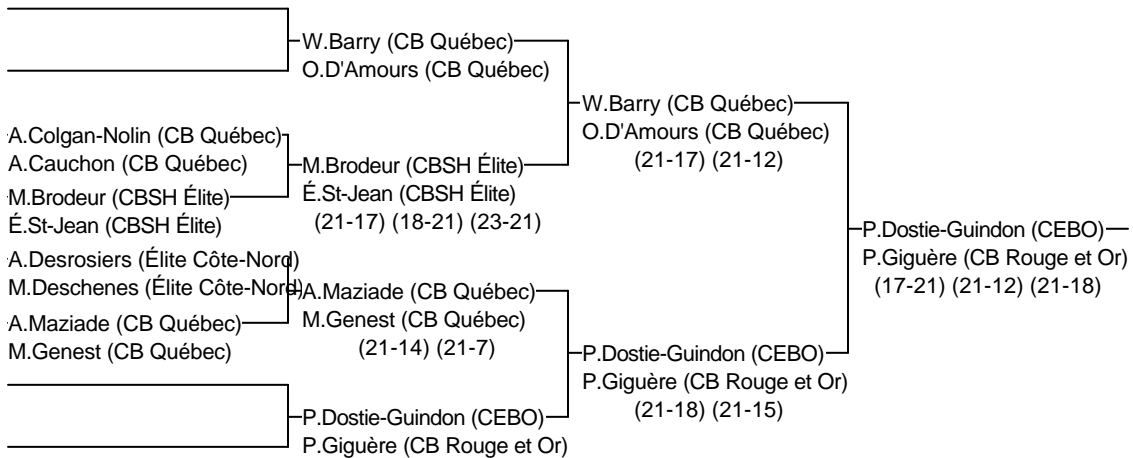 W.Barry (CB Québec)
O.D'Amours (CB Québec)
W.Barry (CB Québec)
O.D'Amours (CB Québec)
(21-17) (21-12)
A.Colgan-Nolin (CB Québec)
A.Cauchon (CB Québec)
M.Brodeur (CBSH Élite)
É.St-Jean (CBSH Élite)
(21-17) (18-21) (23-21)
M.Brodeur (CBSH Élite)
É.St-Jean (CBSH Élite)
P.Dostie-Guindon (CEBO)
P.Giguère (CB Rouge et Or)
(17-21) (21-12) (21-18)
A.Desrosiers (Élite Côte-Nord)
M.Deschenes (Élite Côte-Nord)
A.Maziade (CB Québec)
M.Genest (CB Québec)
(21-14) (21-7)
A.Maziade (CB Québec)
M.Genest (CB Québec)
P.Dostie-Guindon (CEBO)
P.Giguère (CB Rouge et Or)
(21-18) (21-15)
P.Dostie-Guindon (CEBO)
P.Giguère (CB Rouge et Or)